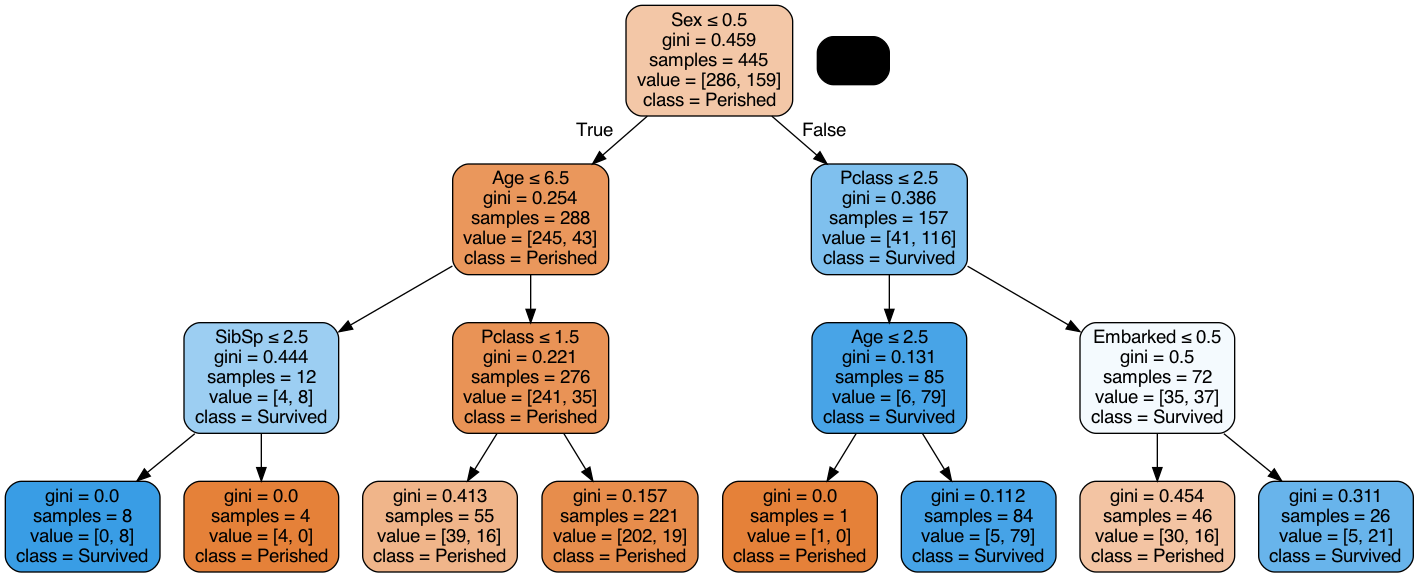 Sex ≤ 0.5
gini = 0.459
samples = 445
value = [286, 159]
class = Perished
True
False
Age ≤ 6.5
gini = 0.254
samples = 288
value = [245, 43]
class = Perished
Pclass ≤ 2.5
gini = 0.386
samples = 157
value = [41, 116]
class = Survived
SibSp ≤ 2.5
gini = 0.444
samples = 12
value = [4, 8]
class = Survived
Pclass ≤ 1.5
gini = 0.221
samples = 276
value = [241, 35]
class = Perished
Age ≤ 2.5
gini = 0.131
samples = 85
value = [6, 79]
class = Survived
Embarked ≤ 0.5
gini = 0.5
samples = 72
value = [35, 37]
class = Survived
gini = 0.0
samples = 8
value = [0, 8]
class = Survived
gini = 0.0
samples = 4
value = [4, 0]
class = Perished
gini = 0.413
samples = 55
value = [39, 16]
class = Perished
gini = 0.157
samples = 221
value = [202, 19]
class = Perished
gini = 0.0
samples = 1
value = [1, 0]
class = Perished
gini = 0.112
samples = 84
value = [5, 79]
class = Survived
gini = 0.454
samples = 46
value = [30, 16]
class = Perished
gini = 0.311
samples = 26
value = [5, 21]
class = Survived